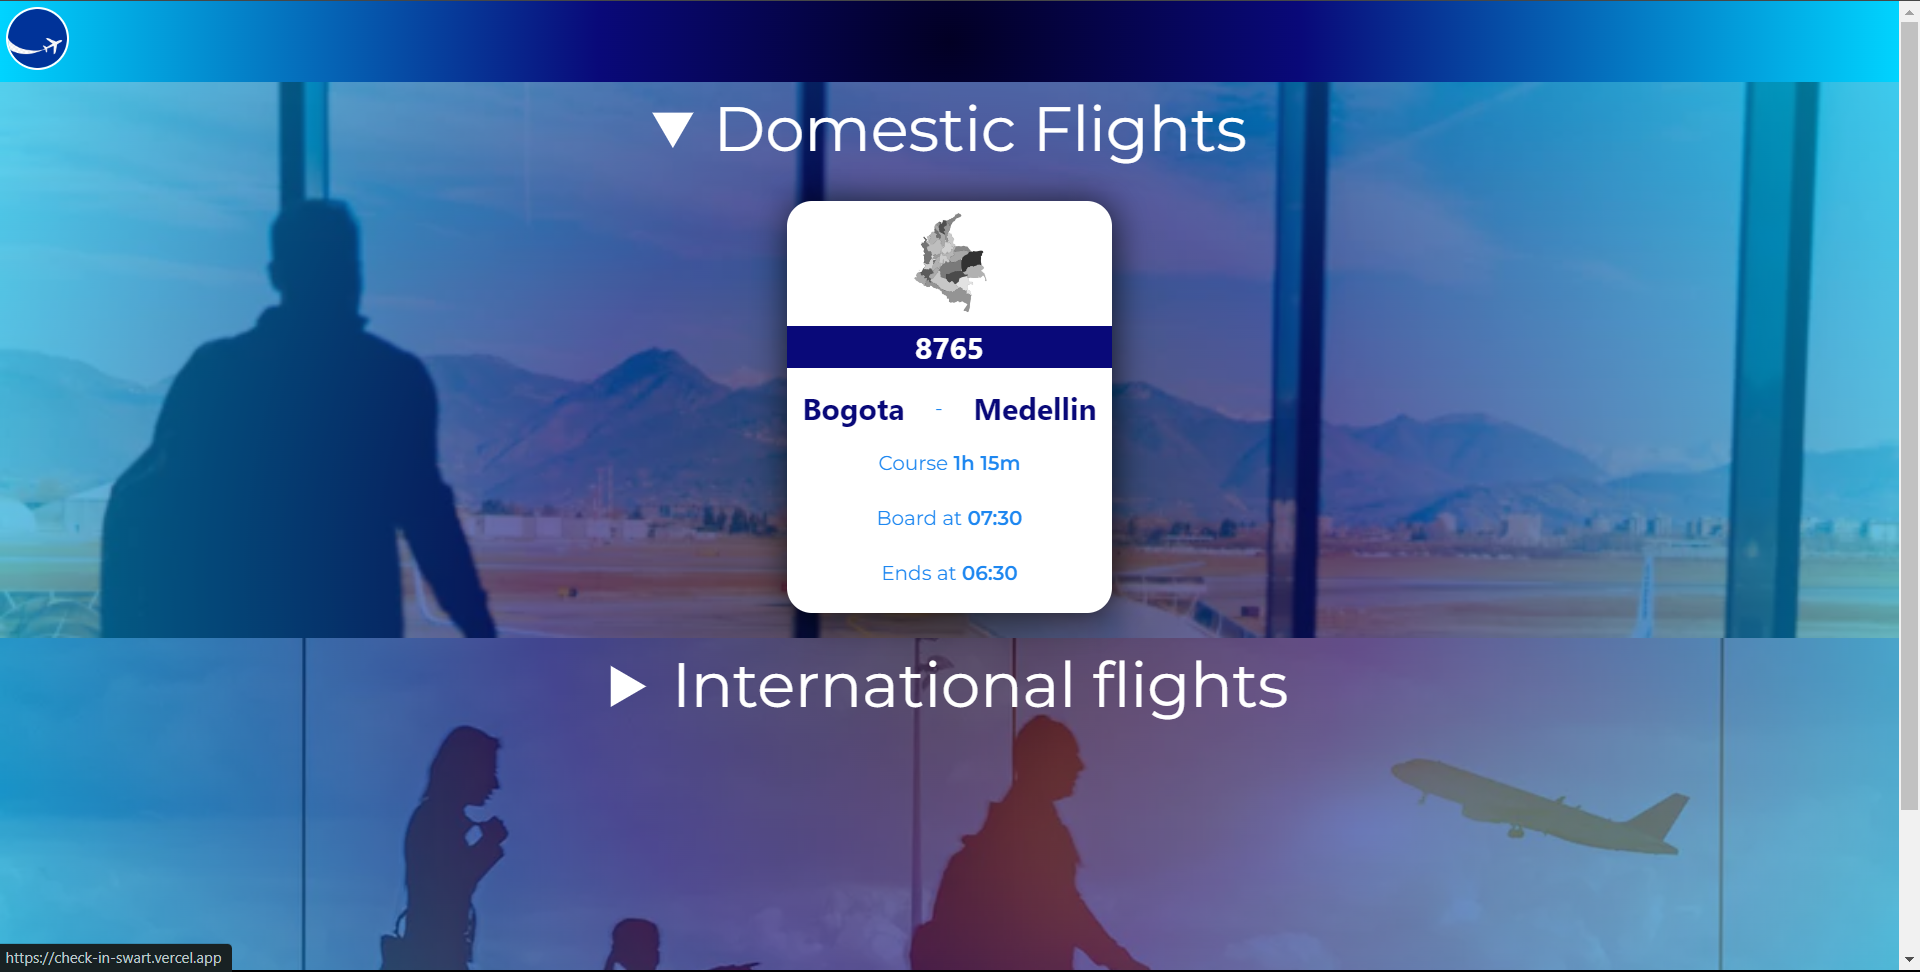 ▼ Domestic Flights
8765
Bogota - Medellin
Course 1h 15m
Board at 07:30
Ends at 06:30
▶ International flights
https://check-in-swart.vercel.app